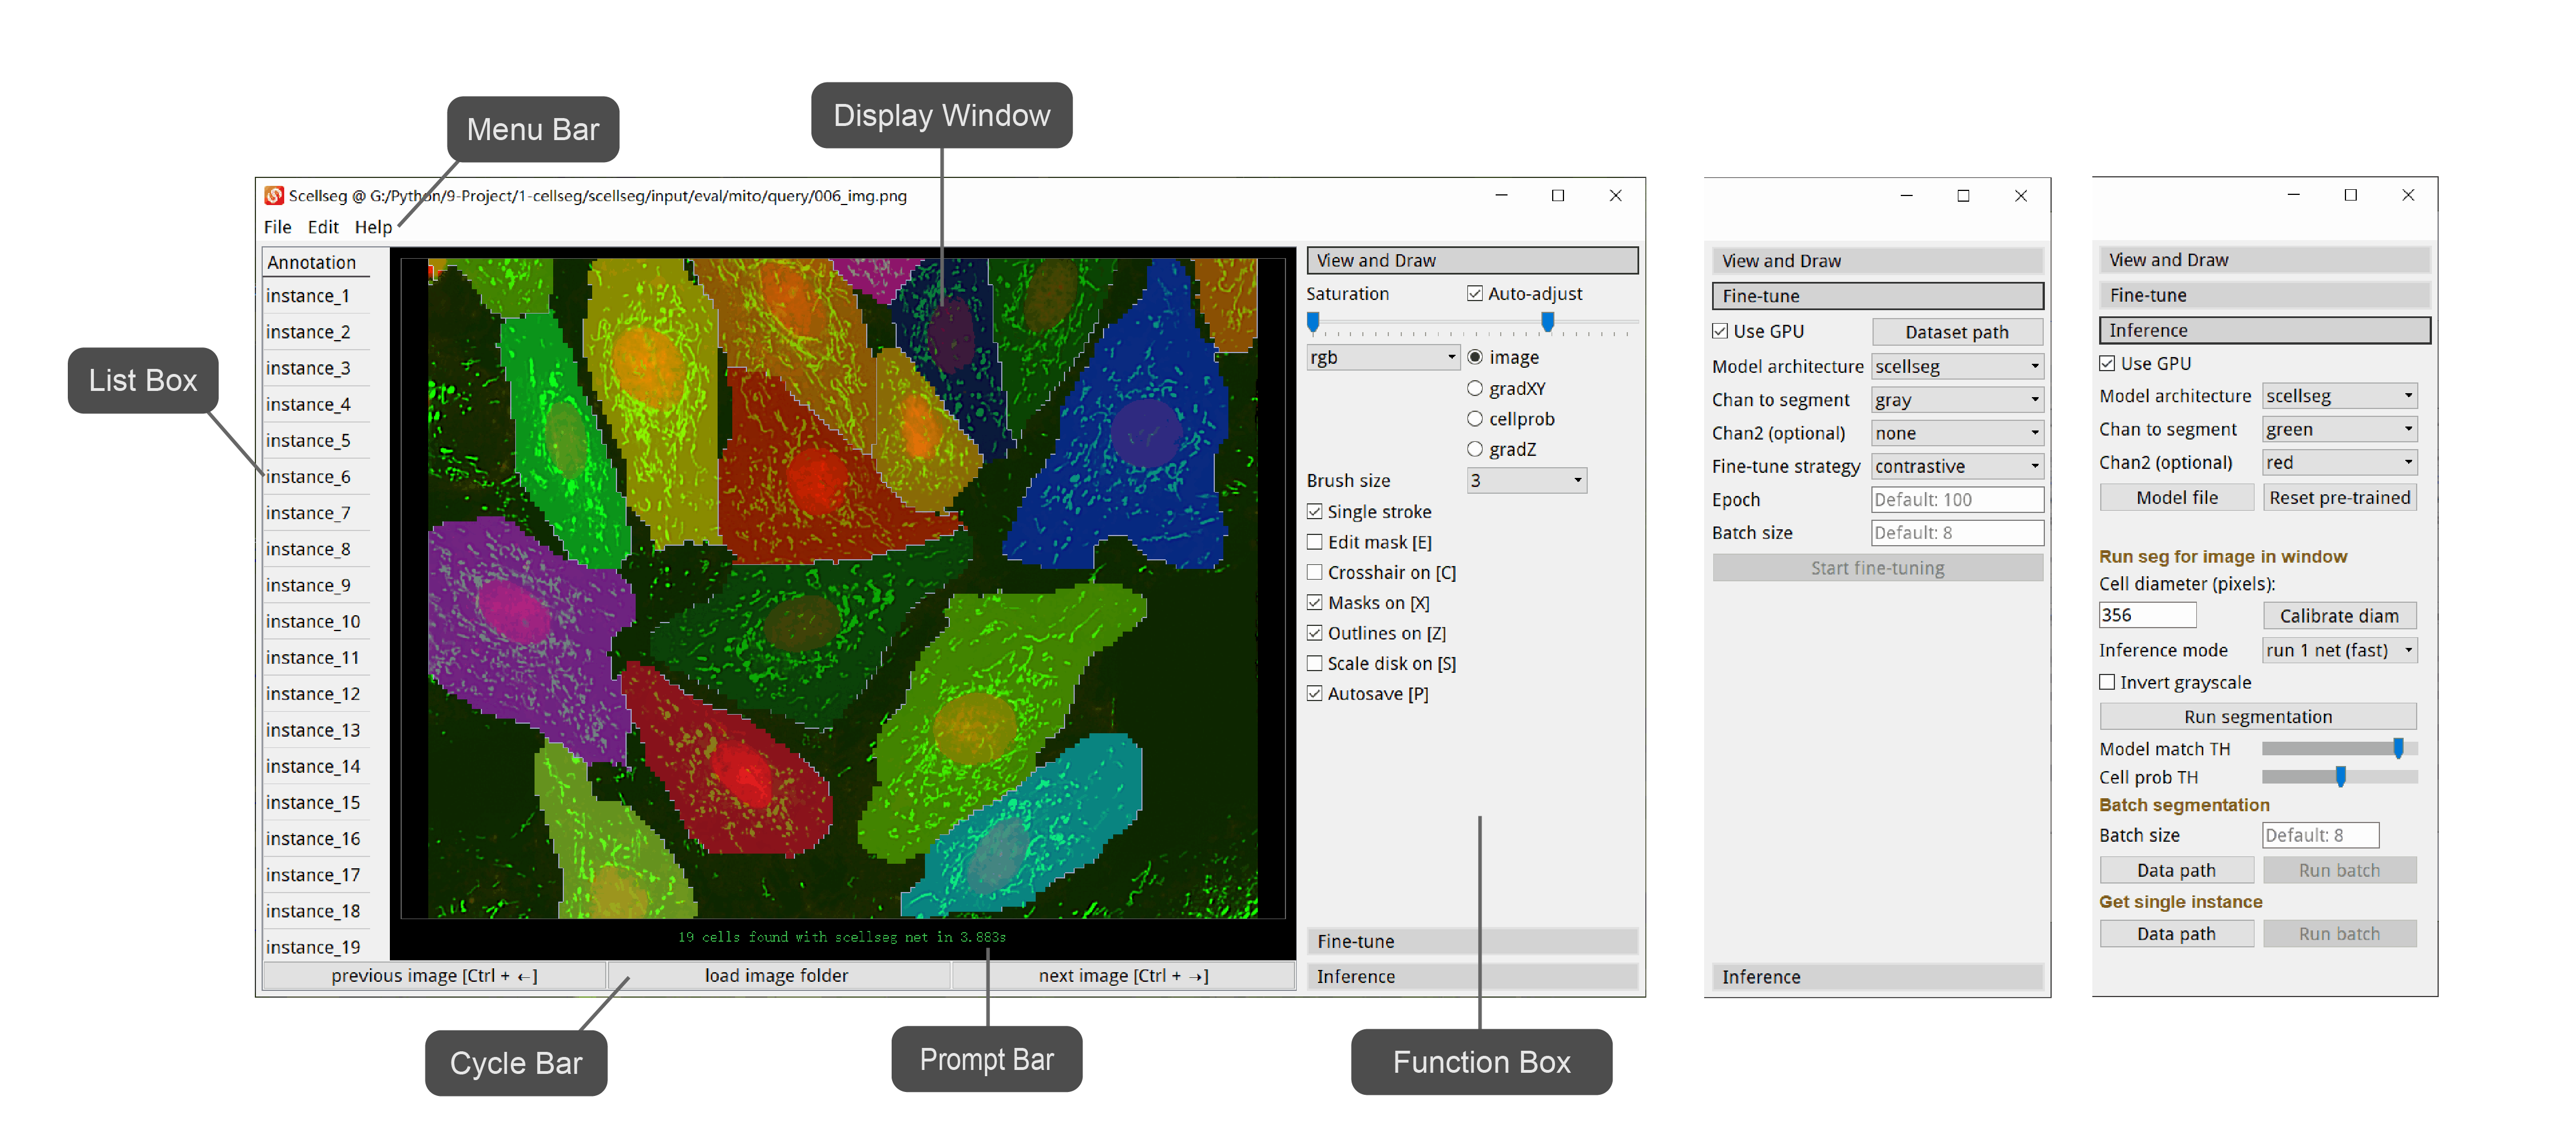 Menu Bar
Display Window
List Box
Scellseg @ G:/Python/9-Project/1-cellseg/scellseg/input/eval/mito/query/006_img.png
File Edit Help
Annotation
instance_1
instance_2
instance_3
instance_4
instance_5
instance_6
instance_7
instance_8
instance_9
instance_10
instance_11
instance_12
instance_13
instance_14
instance_15
instance_16
instance_17
instance_18
instance_19
19 cells found with scellseg net in 3.883s
previous image [Ctrl + ←] load image folder next image [Ctrl + →]
View and Draw
Saturation Auto-adjust
rgb image
gradXY
cellprob
gradZ
Brush size 3
Single stroke
Edit mask [E]
Crosshair on [C]
Masks on [X]
Outlines on [Z]
Scale disk on [S]
Autosave [P]
Fine-tune
Inference
Cycle Bar
Prompt Bar
Function Box
View and Draw
Fine-tune
Use GPU Dataset path
Model architecture scellseg
Chan to segment gray
Chan2 (optional) none
Fine-tune strategy contrastive
Epoch Default: 100
Batch size Default: 8
Start fine-tuning
Inference
View and Draw
Fine-tune
Inference
Use GPU
Model architecture scellseg
Chan to segment green
Chan2 (optional) red
Model file Reset pre-trained
Run seg for image in window
Cell diameter (pixels):
356 Calibrate diam
Inference mode run 1 net (fast)
Invert grayscale
Run segmentation
Model match TH
Cell prob TH
Batch segmentation
Batch size Default: 8
Data path Run batch
Get single instance
Data path Run batch